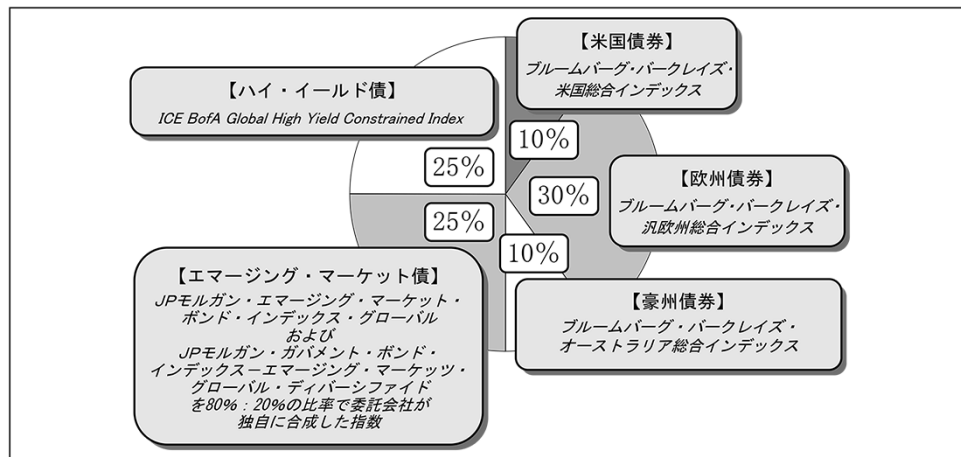 【米国債券】
ブルームバーグ・バークレイズ・
米国総合インデックス
【ハイ・イールド債】
ICE BofA Global High Yield Constrained Index
10%
25%
30%
【欧州債券】
ブルームバーグ・バークレイズ・
汎欧州総合インデックス
25%
10%
【エマージング・マーケット債】
JPモルガン・エマージング・マーケット・
ボンド・インデックス・グローバル
および
JPモルガン・ガバメント・ボンド・
インデックス－エマージング・マーケッツ・
グローバル・ディバーシファイド
を80%：20%の比率で委託会社が
独自に合成した指数
【豪州債券】
ブルームバーグ・バークレイズ・
オーストラリア総合インデックス